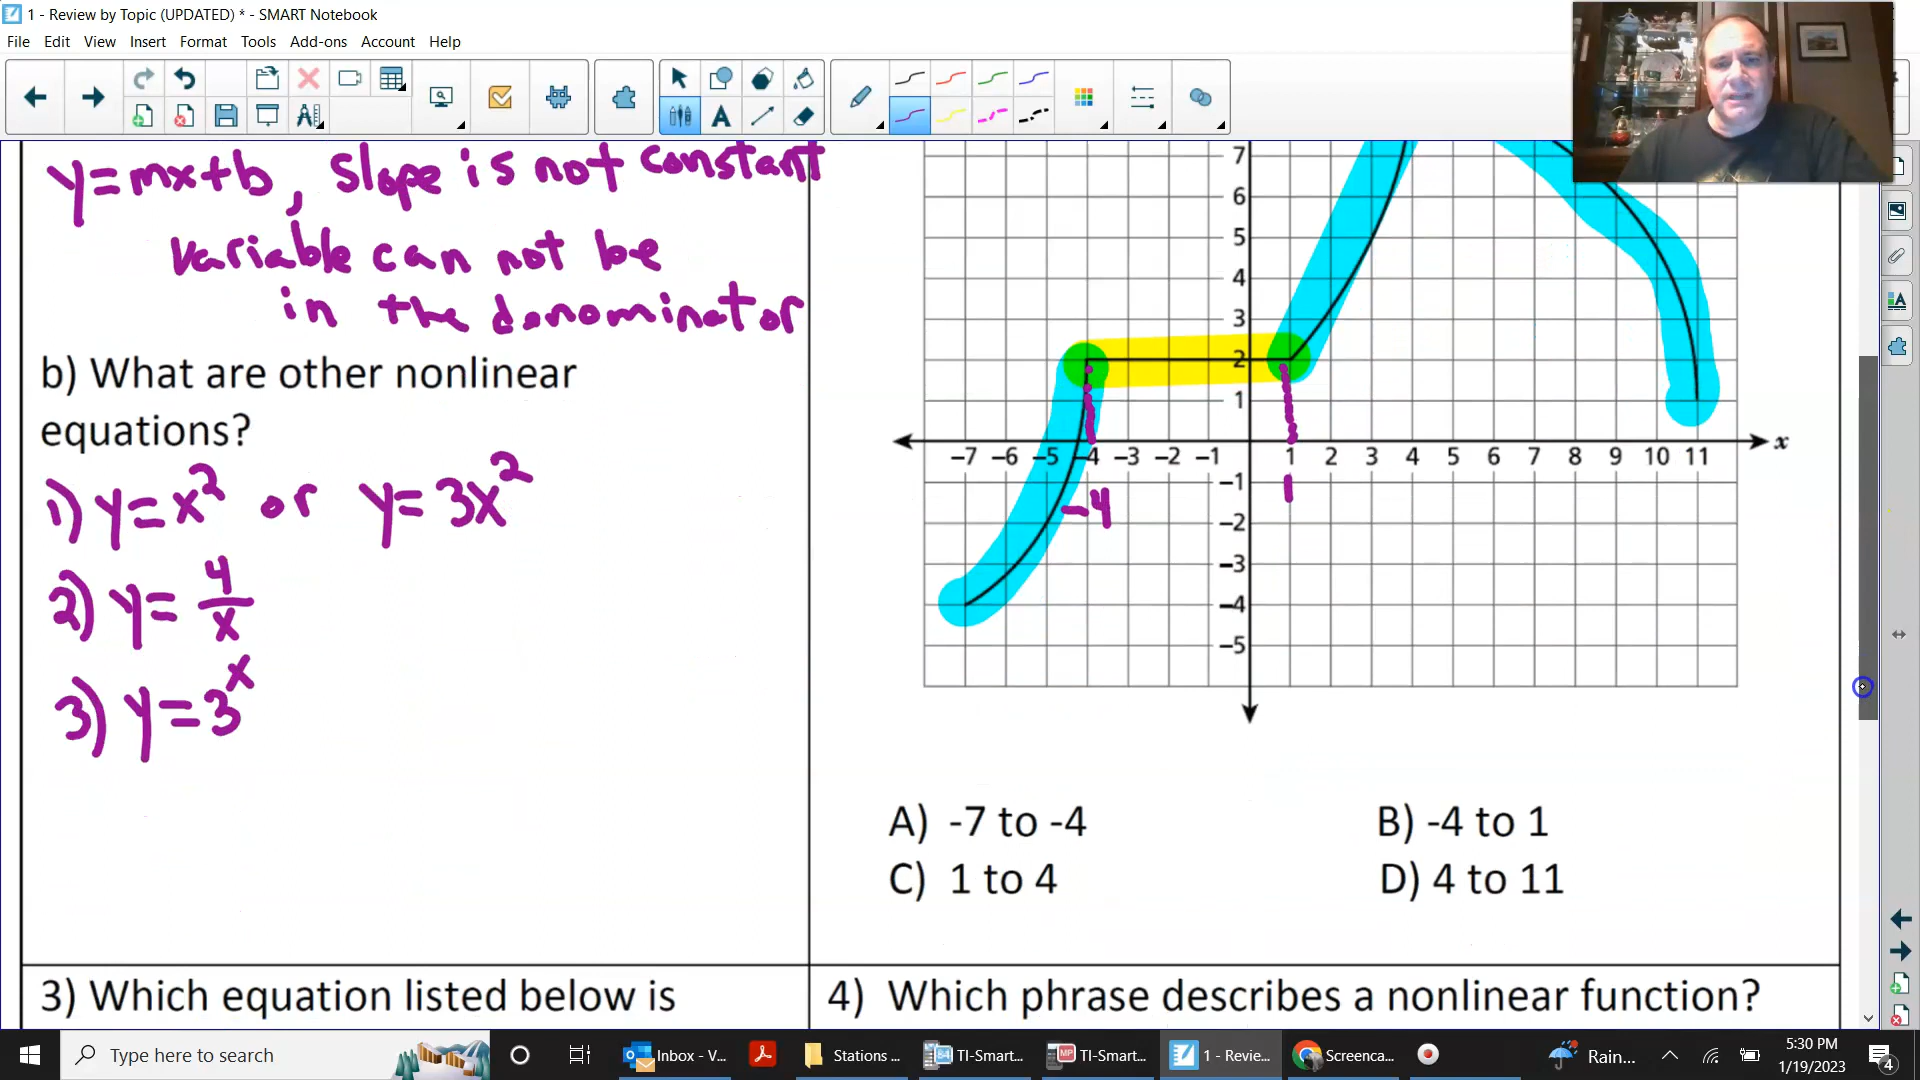 1 - Review by Topic (UPDATED) * - SMART Notebook
File Edit View Insert Format Tools Add-ons Account Help
y=mx+b, slope is not constant
variable can not be
in the denominator
b) What are other nonlinear
equations?
1) y=x² or y=3x²
2) y=4/x
3) y=3^x
7
6
5
4
3
2
1
-7 -6 -5 -4 -3 -2 -1 1 2 3 4 5 6 7 8 9 10 11 x
-1
-4 1
-2
-3
-4
-5
A) -7 to -4 B) -4 to 1
C) 1 to 4 D) 4 to 11
3) Which equation listed below is
4) Which phrase describes a nonlinear function?
Type here to search
Inbox - V...
Stations ...
TI-Smart...
TI-Smart...
1 - Revie...
Screenca...
Rain...
5:30 PM
1/19/2023
4